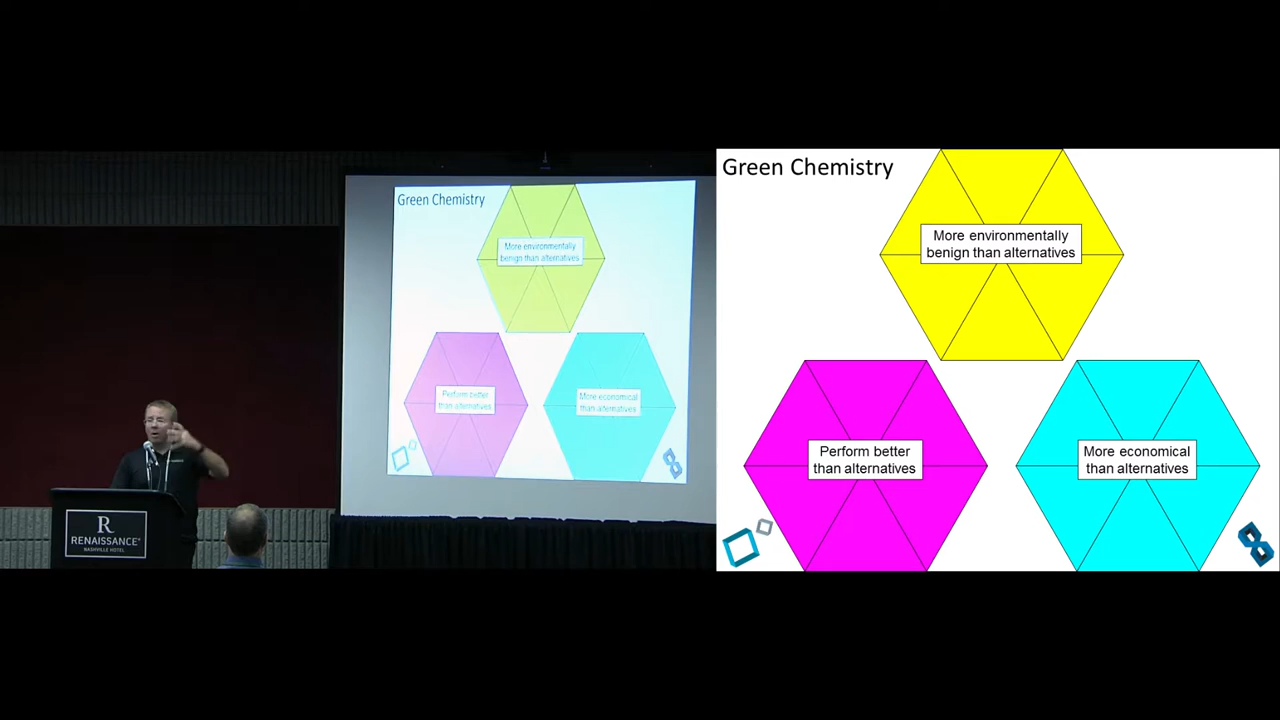 Green Chemistry
More environmentally
benign than alternatives
Perform better
than alternatives
More economical
than alternatives
R
RENAISSANCE®
NASHVILLE HOTEL
Green Chemistry
More environmentally
benign than alternatives
Perform better
than alternatives
More economical
than alternatives